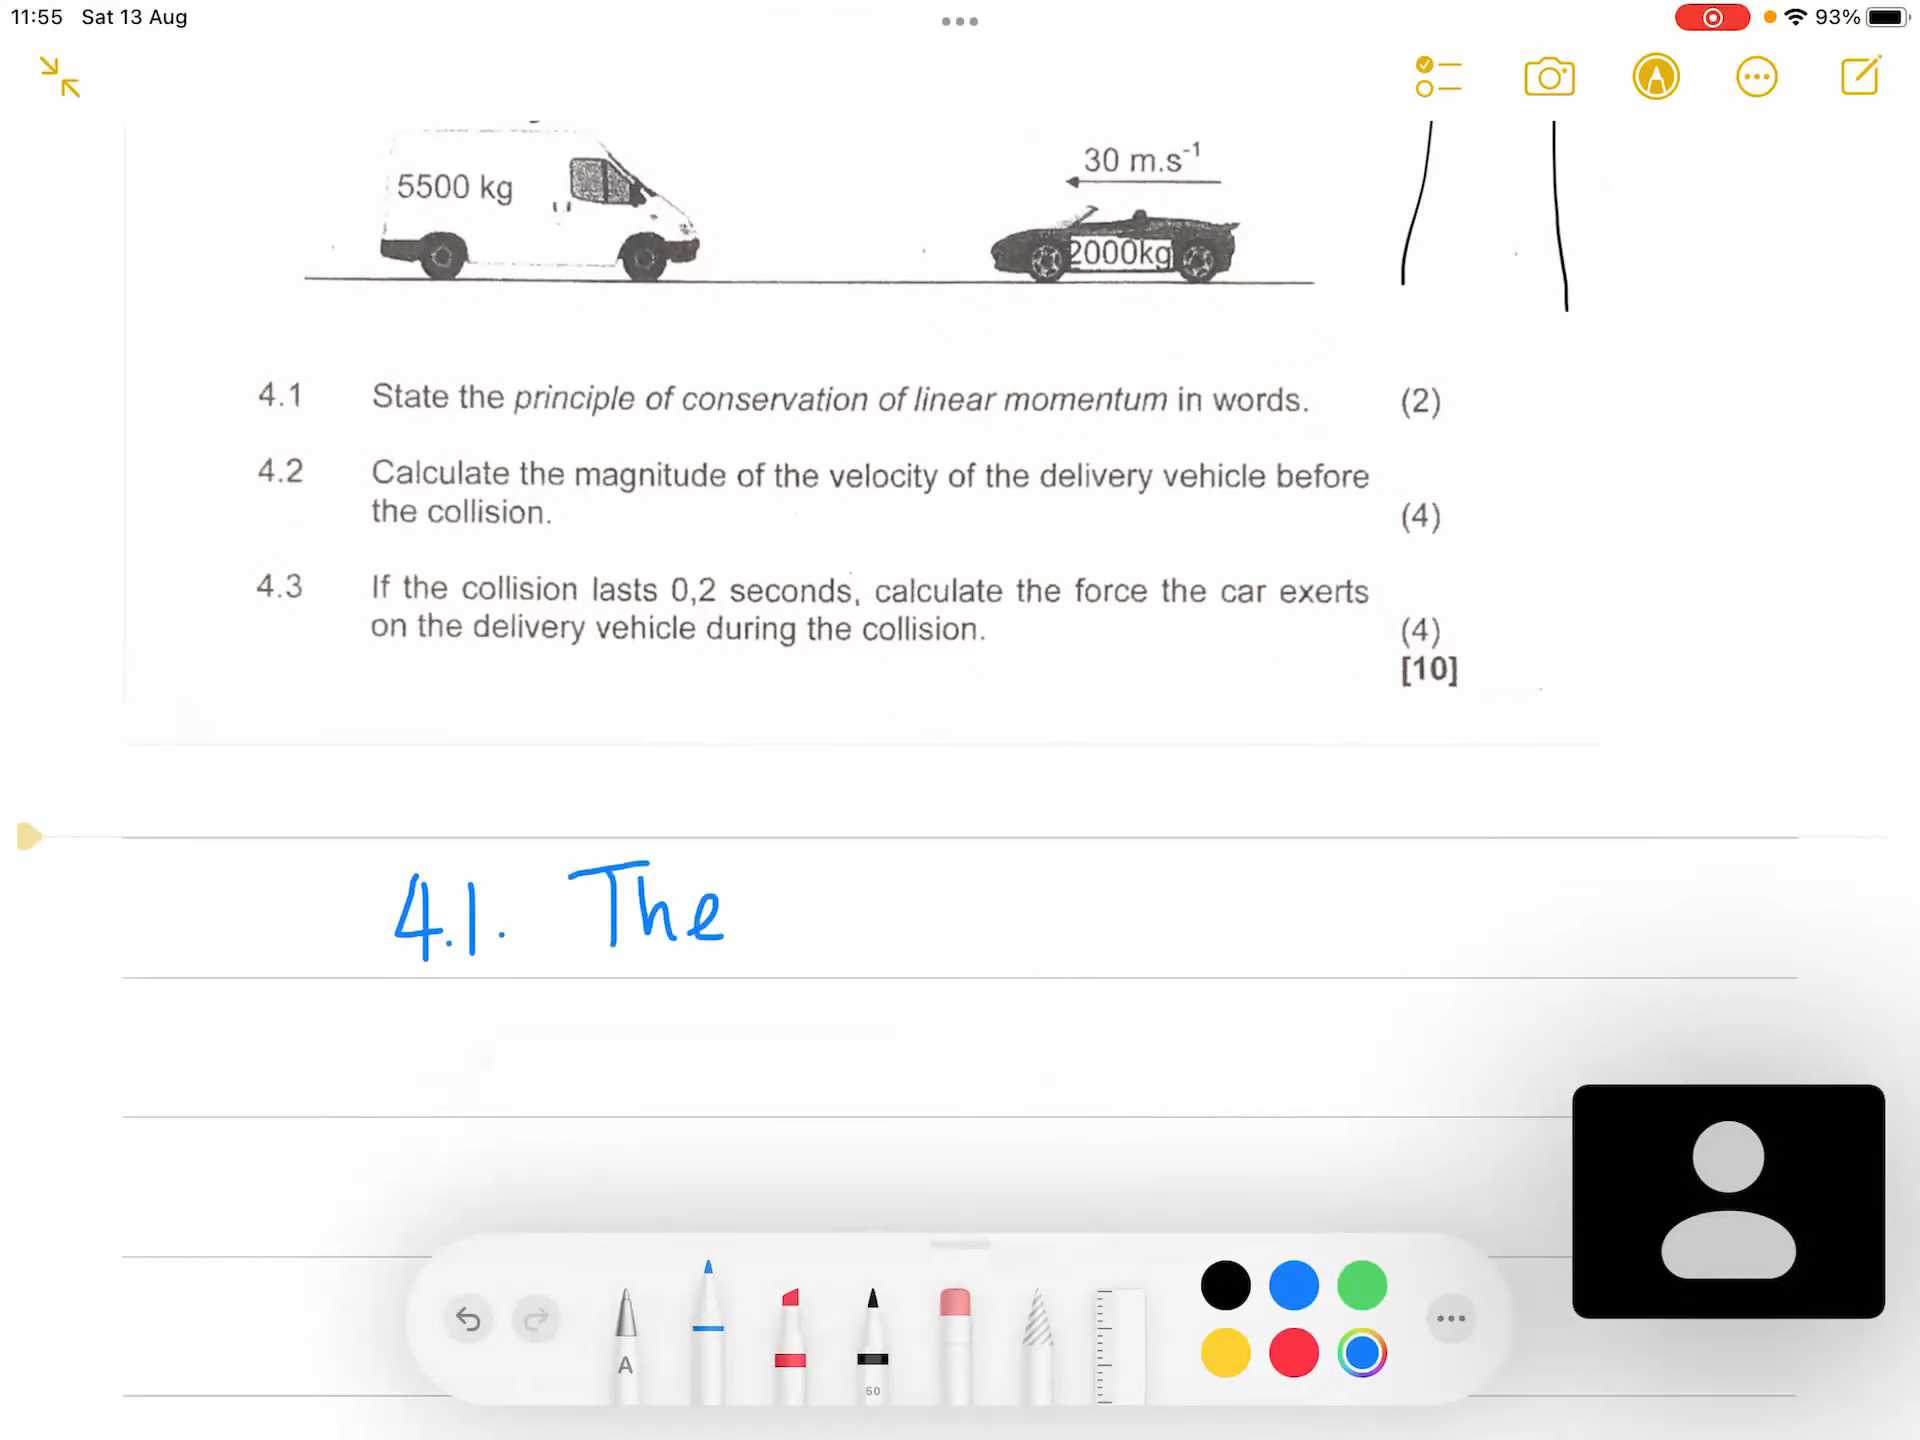 11:55 Sat 13 Aug
93%
5500 kg
30 m.s⁻¹
2000kg
4.1 State the principle of conservation of linear momentum in words. (2)
4.2 Calculate the magnitude of the velocity of the delivery vehicle before
the collision. (4)
4.3 If the collision lasts 0,2 seconds, calculate the force the car exerts
on the delivery vehicle during the collision. (4)
[10]
4.1. The
A
50